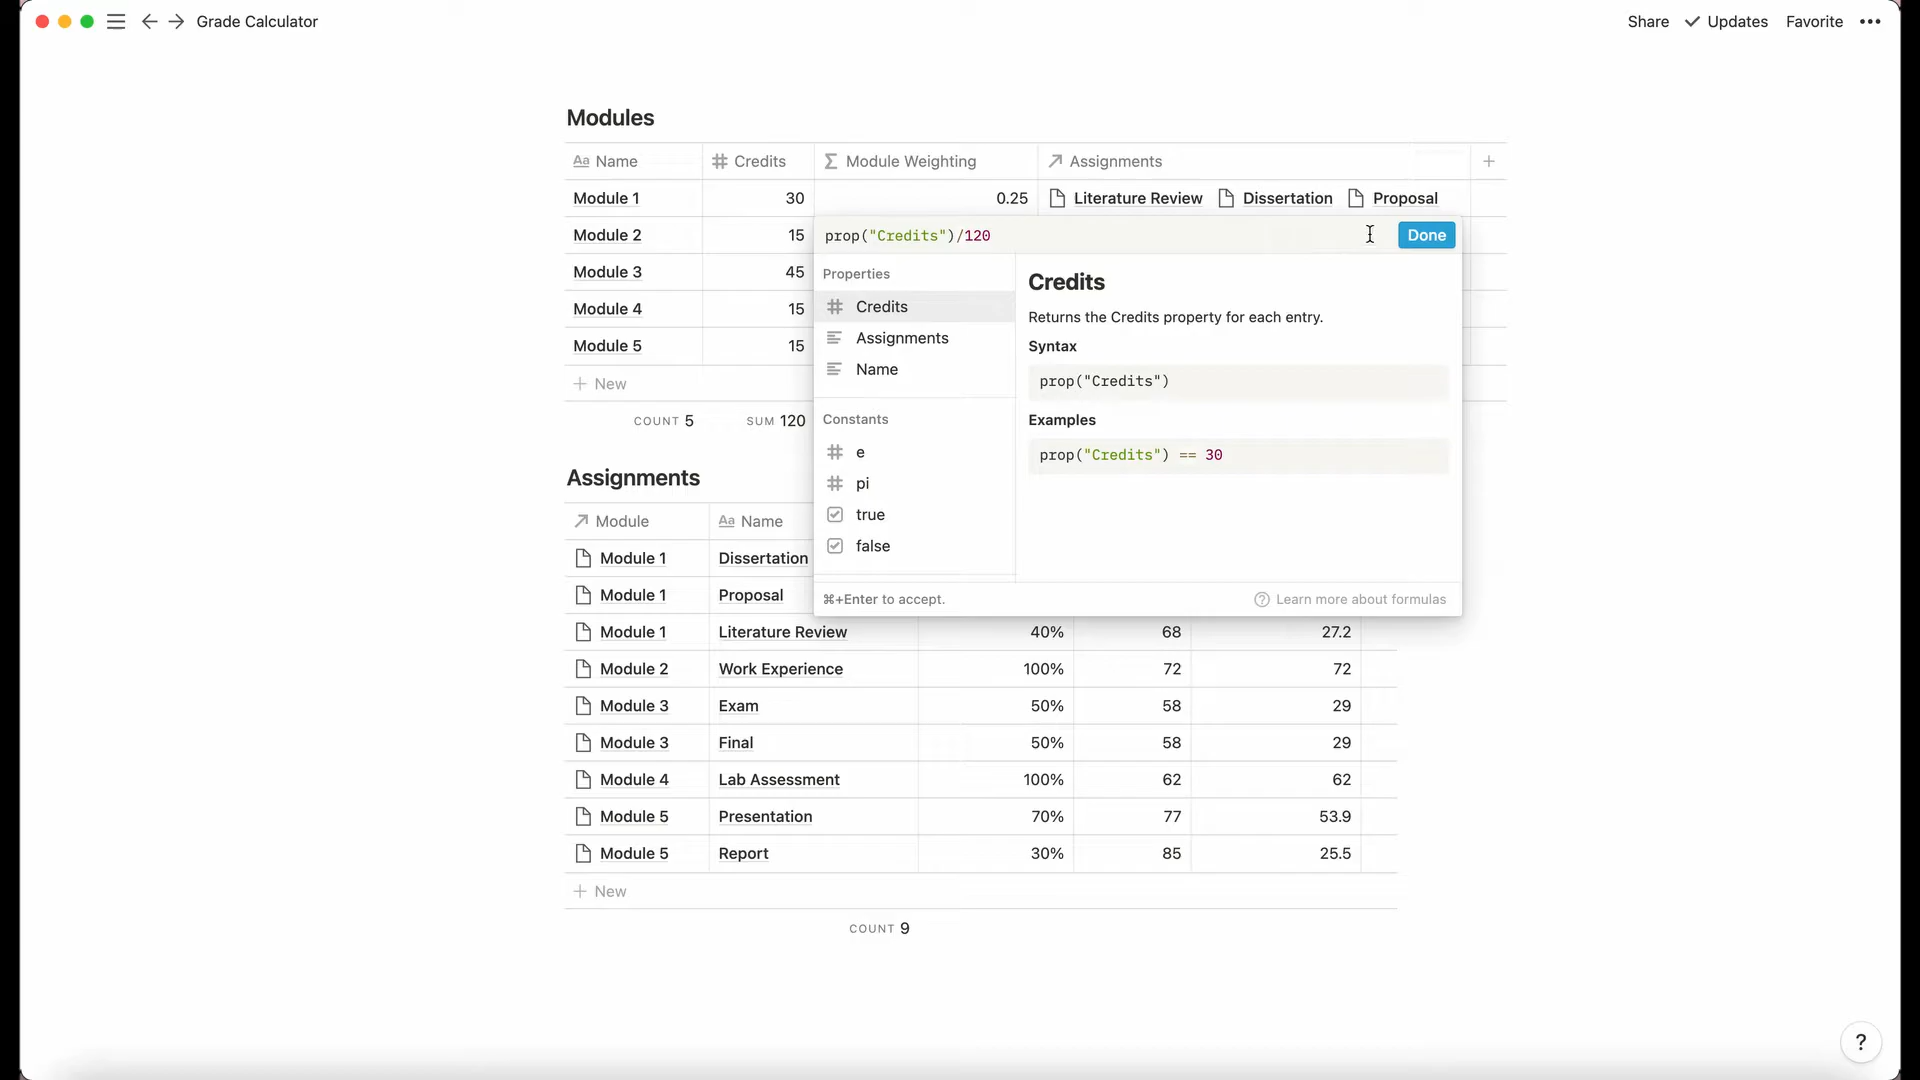 Grade Calculator Share Updates Favorite •••
Modules
Aa Name Credits Σ Module Weighting Assignments +
Module 1 30 0.25 Literature Review Dissertation Proposal
Module 2 15 prop("Credits")/120 Done
Module 3 45 Properties Credits
Credits
Returns the Credits property for each entry.
Module 4 15 Assignments Syntax
Module 5 15 Name prop("Credits")
+ New
COUNT 5 SUM 120 Constants Examples
e prop("Credits") == 30
Assignments pi
Module Aa Name true
Module 1 Dissertation false
Module 1 Proposal ⌘+Enter to accept. ? Learn more about formulas
Module 1 Literature Review 40% 68 27.2
Module 2 Work Experience 100% 72 72
Module 3 Exam 50% 58 29
Module 3 Final 50% 58 29
Module 4 Lab Assessment 100% 62 62
Module 5 Presentation 70% 77 53.9
Module 5 Report 30% 85 25.5
+ New
COUNT 9
?